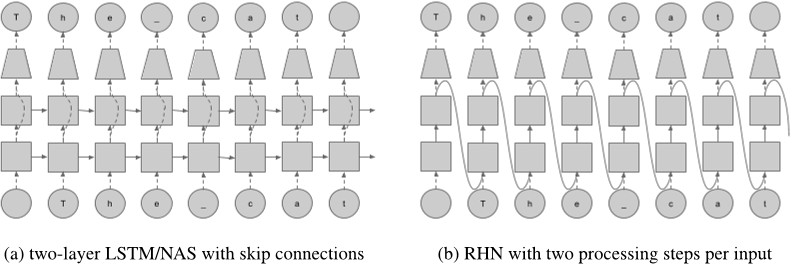 T h e _ c a t
T h e _ c a t
T h e _ c a t
T h e _ c a t
(a) two-layer LSTM/NAS with skip connections
(b) RHN with two processing steps per input